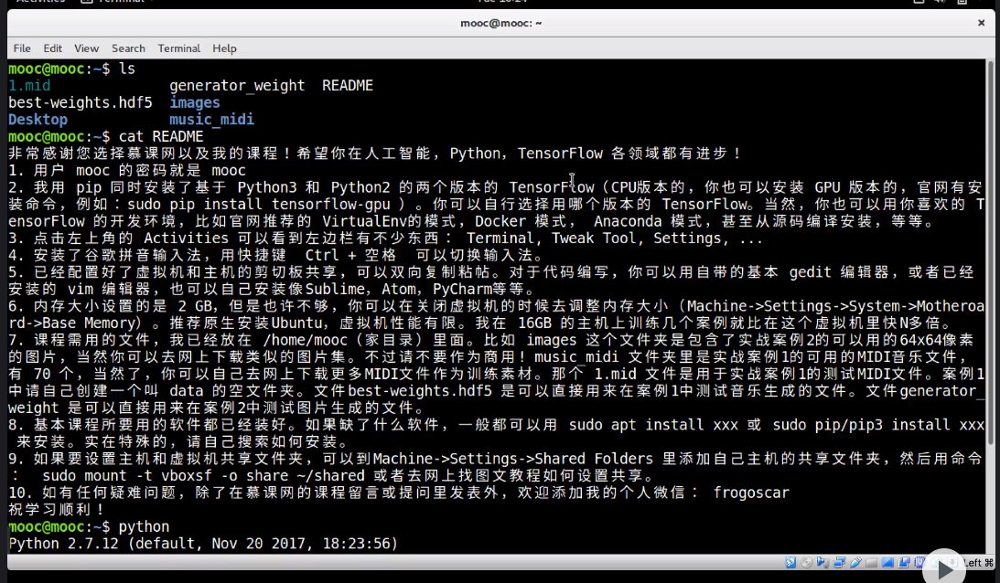 Activities Terminal Tue 10:24
mooc@mooc: ~ ×
File Edit View Search Terminal Help
mooc@mooc:~$ ls
1.mid generator_weight README
best-weights.hdf5 images
Desktop music_midi
mooc@mooc:~$ cat README
非常感谢您选择慕课网以及我的课程！希望你在人工智能，Python，TensorFlow 各领域都有进步！
1. 用户 mooc 的密码就是 mooc
2. 我用 pip 同时安装了基于 Python3 和 Python2 的两个版本的 TensorFlow（CPU版本的，你也可以安装 GPU 版本的，官网有安
装命令，例如：sudo pip install tensorflow-gpu ）。你可以自行选择用哪个版本的 TensorFlow。当然，你也可以用你喜欢的 T
ensorFlow 的开发环境，比如官网推荐的 VirtualEnv的模式，Docker 模式， Anaconda 模式，甚至从源码编译安装，等等。
3. 点击左上角的 Activities 可以看到左边栏有不少东西： Terminal, Tweak Tool, Settings, ...
4. 安装了谷歌拼音输入法，用快捷键 Ctrl + 空格 可以切换输入法。
5. 已经配置好了虚拟机和主机的剪切板共享，可以双向复制粘帖。对于代码编写，你可以用自带的基本 gedit 编辑器，或者已经
安装的 vim 编辑器，也可以自己安装像Sublime，Atom，PyCharm等等。
6. 内存大小设置的是 2 GB，但是也许不够，你可以在关闭虚拟机的时候去调整内存大小（Machine->Settings->System->Motheroa
rd->Base Memory）。推荐原生安装Ubuntu，虚拟机性能有限。我在 16GB 的主机上训练几个案例就比在这个虚拟机里快N多倍。
7. 课程需用的文件，我已经放在 /home/mooc（家目录）里面。比如 images 这个文件夹是包含了实战案例2的可以用的64x64像素
的图片，当然你可以去网上下载类似的图片集。不过请不要作为商用！music_midi 文件夹里是实战案例1的可用的MIDI音乐文件，
有 70 个，当然了，你可以自己去网上下载更多MIDI文件作为训练素材。那个 1.mid 文件是用于实战案例1的测试MIDI文件。案例1
中请自己创建一个叫 data 的空文件夹。文件best-weights.hdf5 是可以直接用来在案例1中测试音乐生成的文件。文件generator_
weight 是可以直接用来在案例2中测试图片生成的文件。
8. 基本课程所要用的软件都已经装好。如果缺了什么软件，一般都可以用 sudo apt install xxx 或 sudo pip/pip3 install xxx
来安装。实在特殊的，请自己搜索如何安装。
9. 如果要设置主机和虚拟机共享文件夹，可以到Machine->Settings->Shared Folders 里添加自己主机的共享文件夹，然后用命令
： sudo mount -t vboxsf -o share ~/shared 或者去网上找图文教程如何设置共享。
10. 如有任何疑难问题，除了在慕课网的课程留言或提问里发表外，欢迎添加我的个人微信： frogoscar
祝学习顺利！
mooc@mooc:~$ python
Python 2.7.12 (default, Nov 20 2017, 18:23:56)
Left ⌘